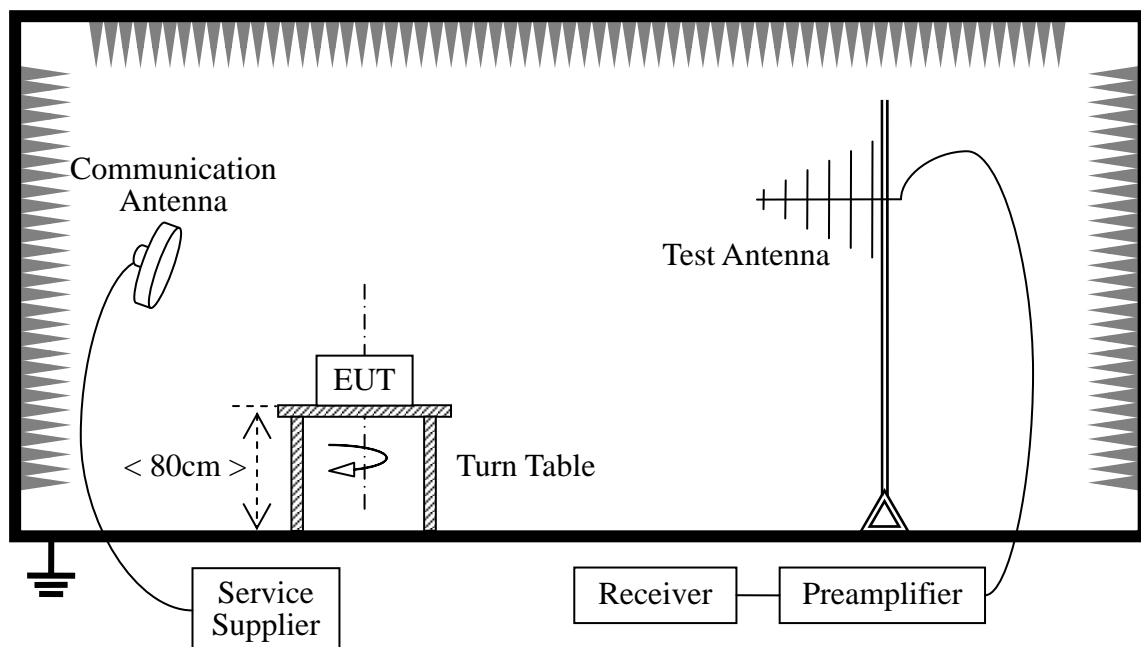 Communication
Antenna
Test Antenna
EUT
< 80cm >
Turn Table
Service
Supplier
Receiver
Preamplifier